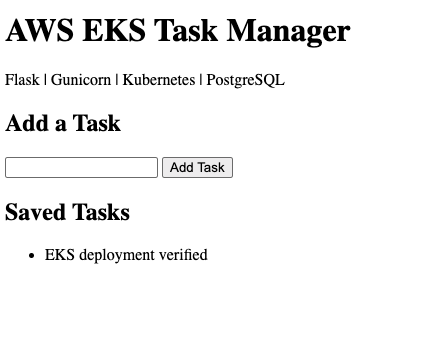 AWS EKS Task Manager
Flask | Gunicorn | Kubernetes | PostgreSQL
Add a Task
Add Task
Saved Tasks
EKS deployment verified